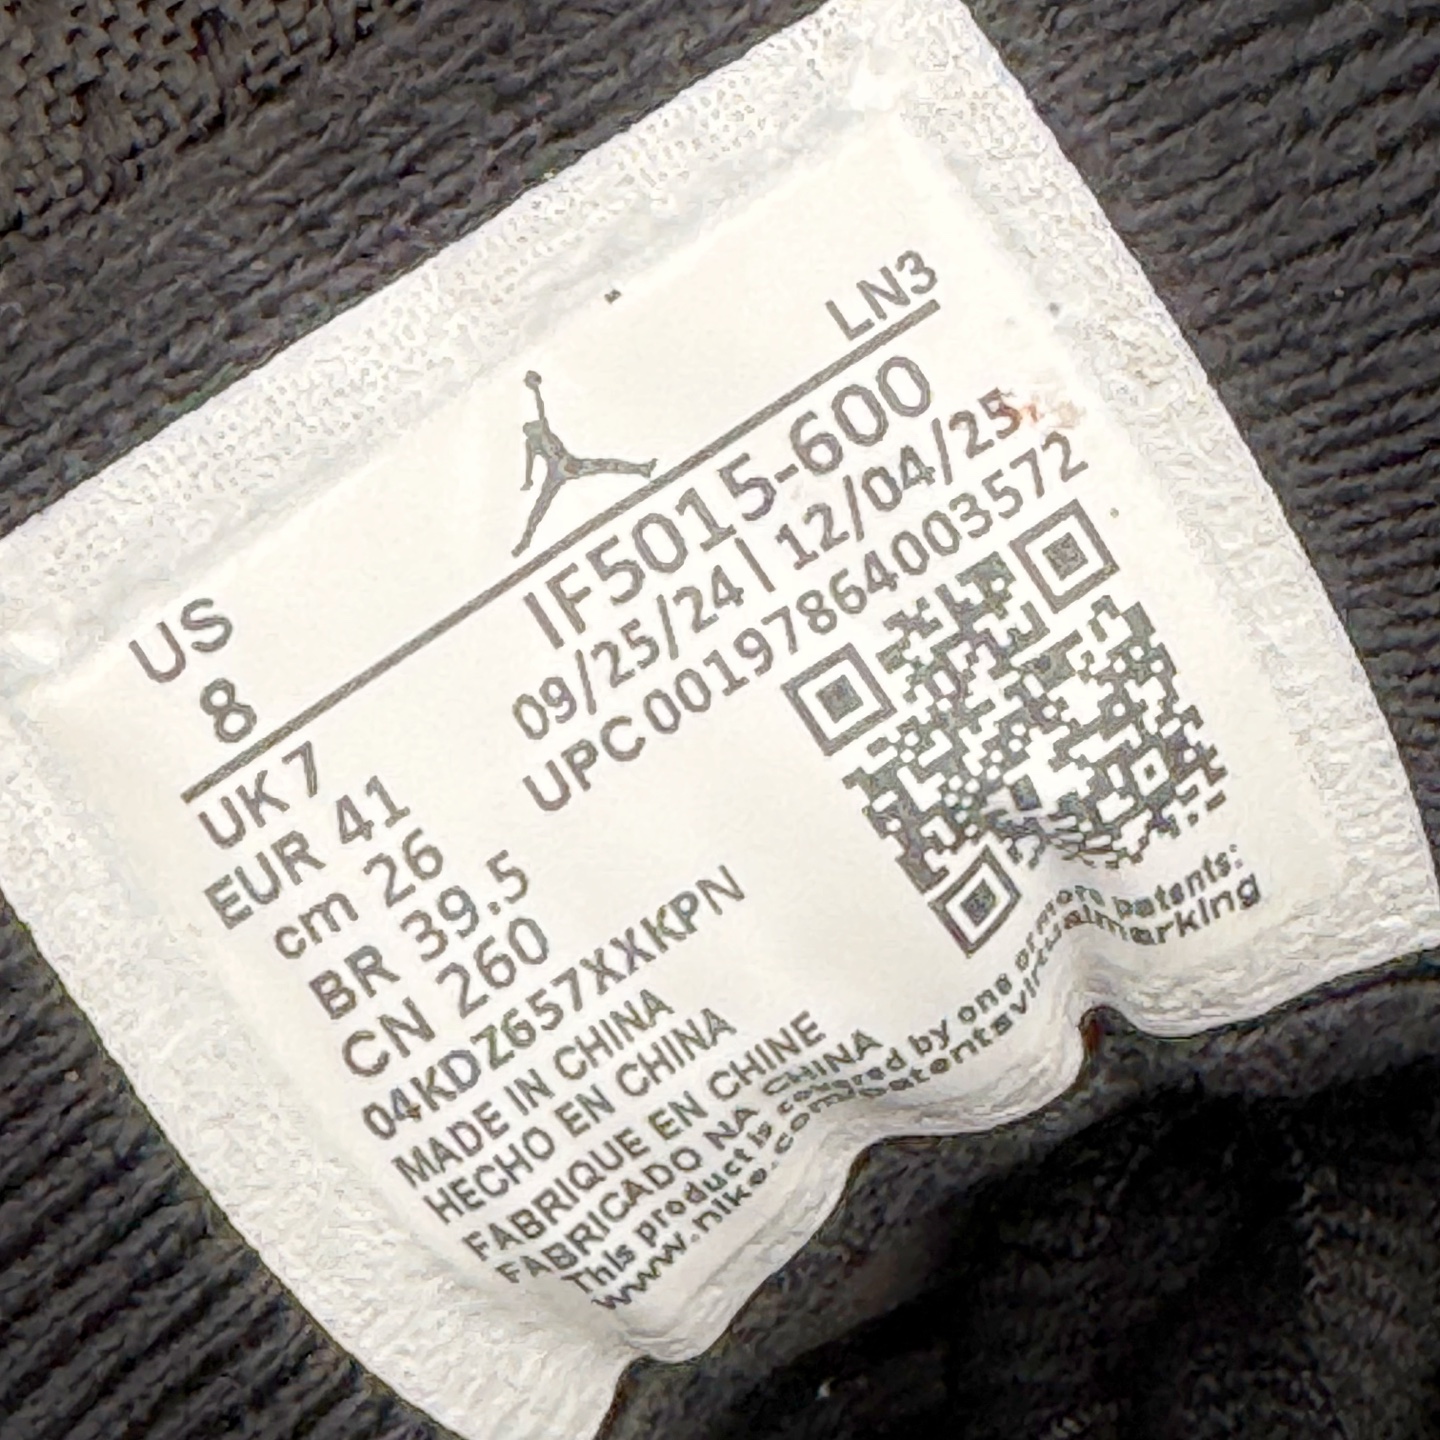 LN3
US
8
IF5015-600
09/25/24 | 12/04/25
UPC00197864003572
UK 7
EUR 41
cm 26
BR 39.5
CN 260
04KDZ657XXKPN
MADE IN CHINA
HECHO EN CHINA
FABRIQUE EN CHINE
FABRICADO NA CHINA
This product is covered by one or more patents:
www.nike.com/patentsvirtualmarking